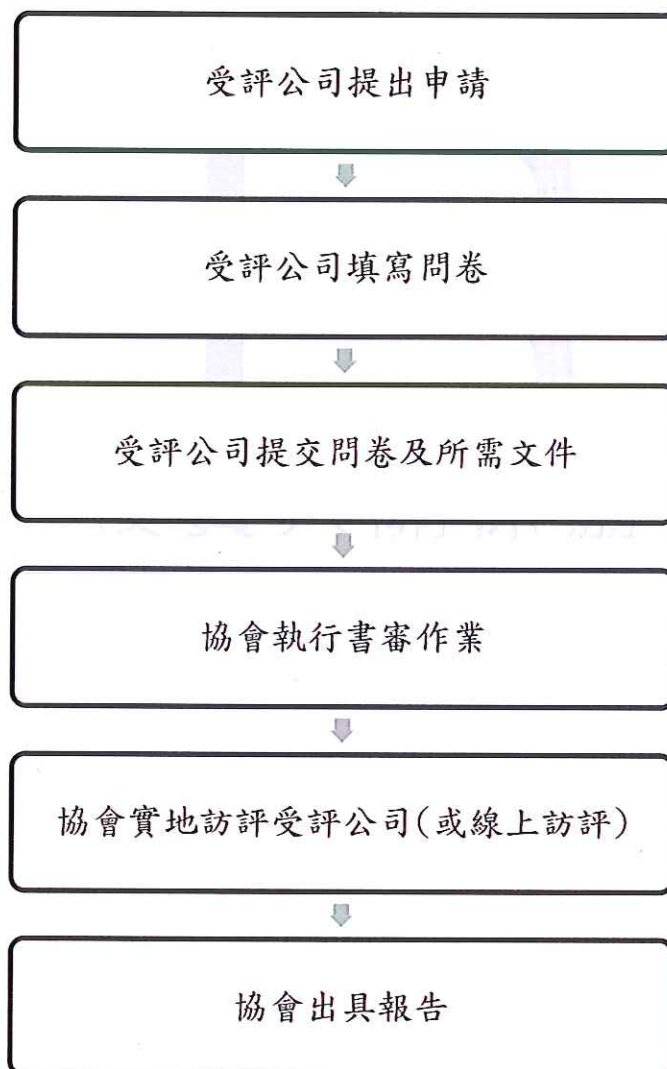 受評公司提出申請
受評公司填寫問卷
受評公司提交問卷及所需文件
協會執行書審作業
協會實地訪評受評公司(或線上訪評)
協會出具報告